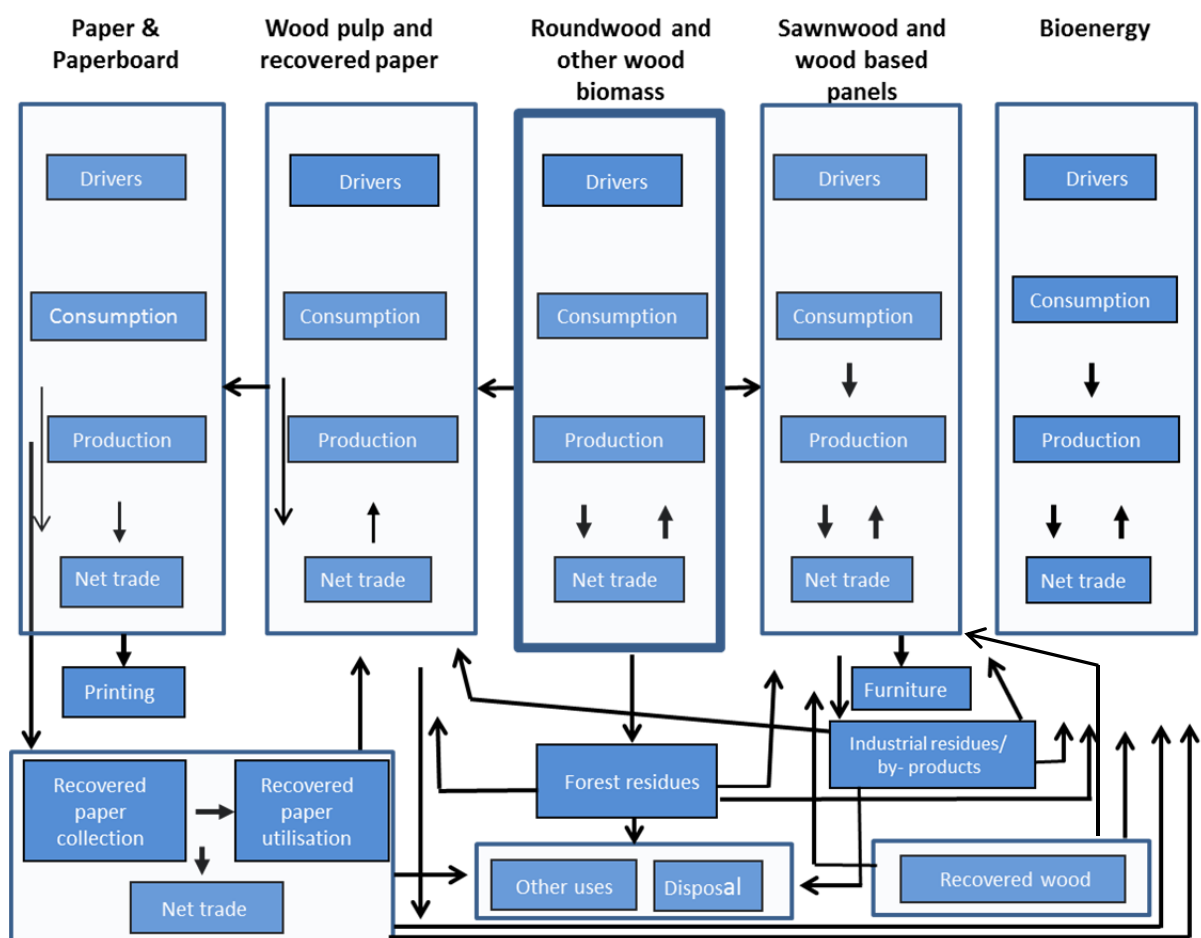 Paper &
Paperboard
Wood pulp and
recovered paper
Roundwood and
other wood
biomass
Sawnwood and
wood based
panels
Bioenergy
Drivers
Drivers
Drivers
Drivers
Drivers
Consumption
Consumption
Consumption
Consumption
Consumption
Production
Production
Production
Production
Production
Net trade
Net trade
Net trade
Net trade
Net trade
Printing
Furniture
Industrial residues/
by- products
Forest residues
Recovered
paper
collection
Recovered
paper
utilisation
Net trade
Other uses
Disposal
Recovered wood